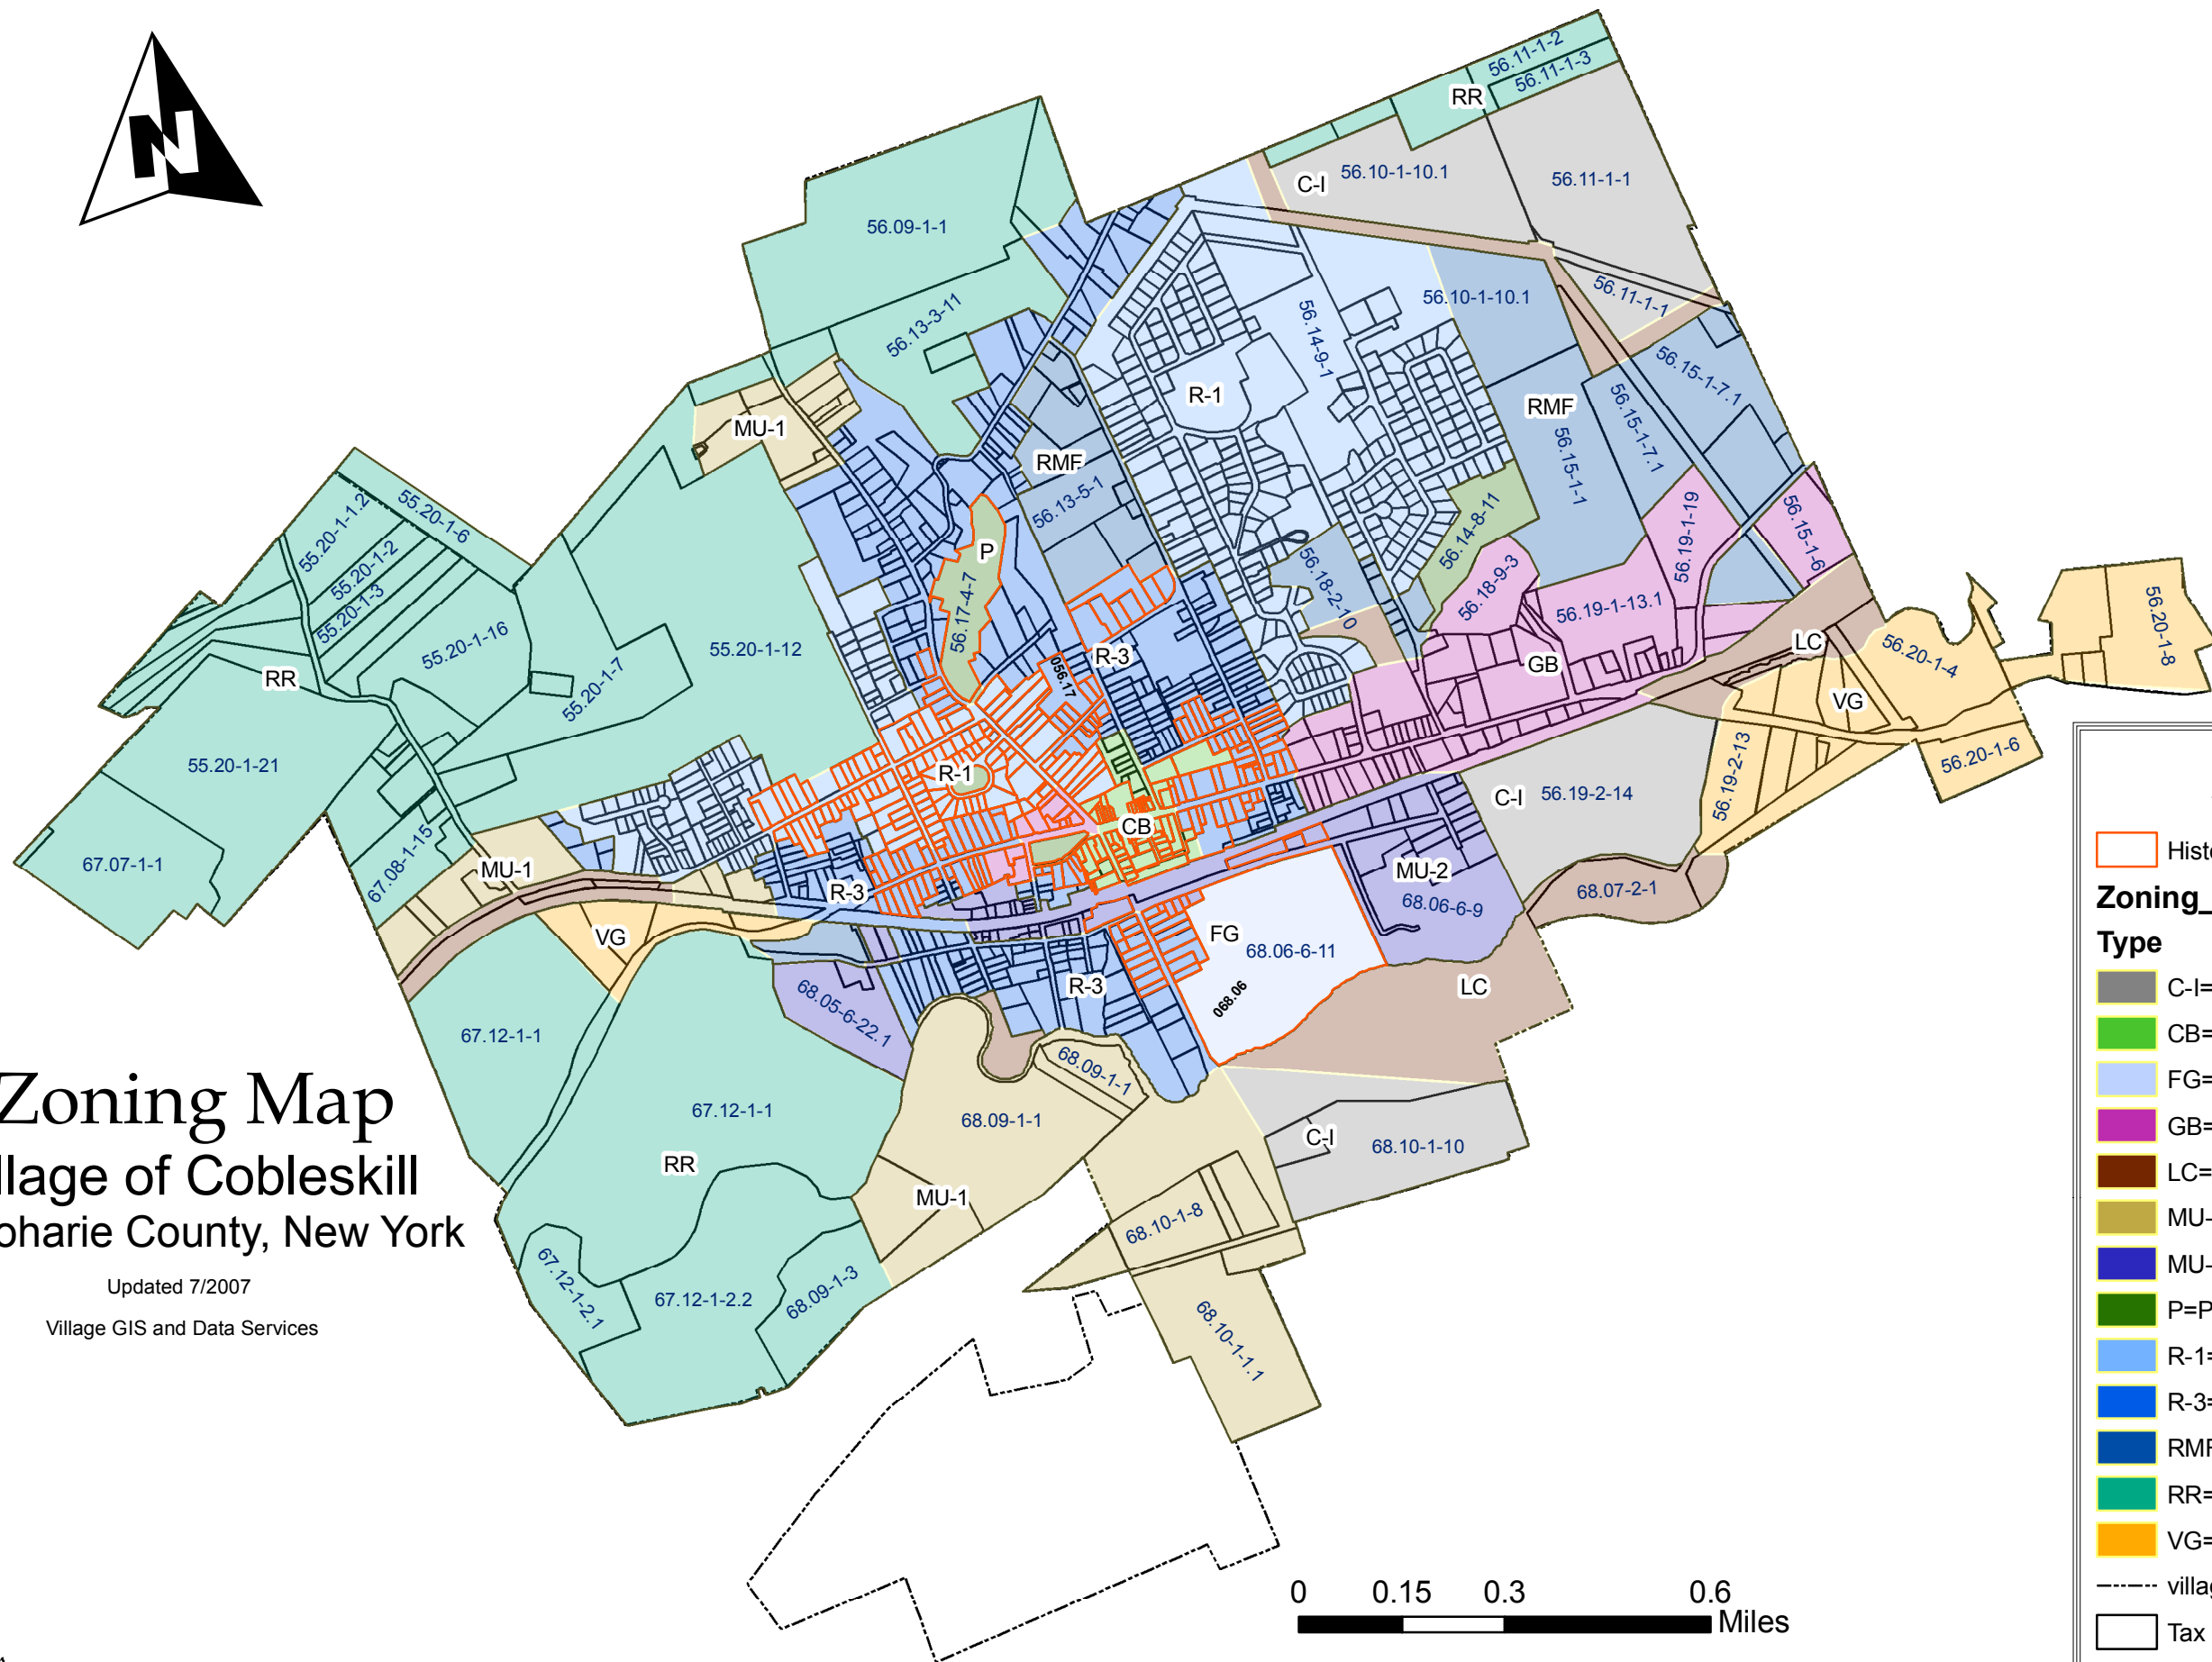 N
Zoning Map
llage of Cobleskill
oharie County, New York
Updated 7/2007
Village GIS and Data Services
56.11-1-2
56.11-1-3
RR
56.10-1-10.1
C-I
56.11-1-1
56.09-1-1
56.13-3-11
56.14-9-1
56.10-1-10.1
56.11-1-1
56.15-1-7.1
R-1
RMF
56.15-1-7.1
56.15-1-1
MU-1
RMF
56.13-5-1
56.14-8-11
56.19-1-19
56.15-1-6
55.20-1-1.2
55.20-1-6
55.20-1-2
55.20-1-3
55.20-1-16
55.20-1-7
55.20-1-12
P
56.17-4-7
56.18-2-10
56.18-9-3
56.19-1-13.1
56.20-1-8
56.20-1-4
LC
R-3
056.17
GB
RR
VG
55.20-1-21
56.19-2-13
56.20-1-6
R-1
C-I
56.19-2-14
CB
67.07-1-1
67.08-1-15
MU-1
R-3
MU-2
68.06-6-9
68.07-2-1
VG
FG
68.06-6-11
068.06
R-3
LC
68.05-6-22.1
67.12-1-1
68.09-1-1
67.12-1-1
68.09-1-1
RR
MU-1
C-I
68.10-1-10
68.10-1-8
67.12-1-2.1
67.12-1-2.2
68.09-1-3
68.10-1-1.1
0 0.15 0.3 0.6
Miles
Hist
Zoning_
Type
C-I=
CB=
FG=
GB=
LC=
MU-
MU-
P=P
R-1=
R-3=
RMF
RR=
VG=
villag
Tax